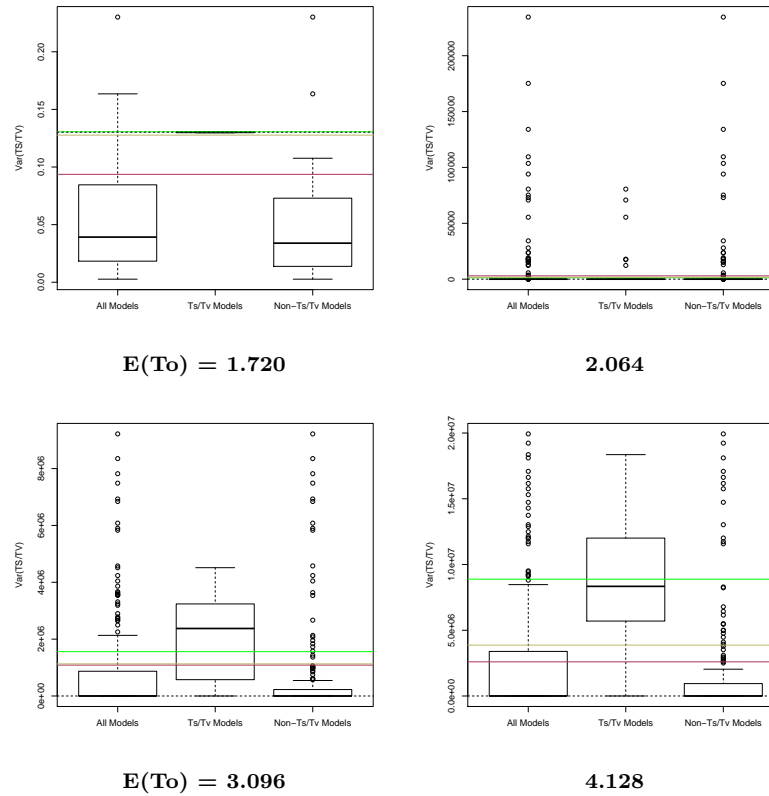 Var(TS/TV)
0.00 0.05 0.10 0.15 0.20
All Models Ts/Tv Models Non−Ts/Tv Models
Var(TS/TV)
0 50000 100000 150000 200000
All Models Ts/Tv Models Non−Ts/Tv Models
E(To) = 1.720 2.064
Var(TS/TV)
0e+00 2e+06 4e+06 6e+06 8e+06
All Models Ts/Tv Models Non−Ts/Tv Models
Var(TS/TV)
0.0e+00 5.0e+06 1.0e+07 1.5e+07 2.0e+07
All Models Ts/Tv Models Non−Ts/Tv Models
E(To) = 3.096 4.128